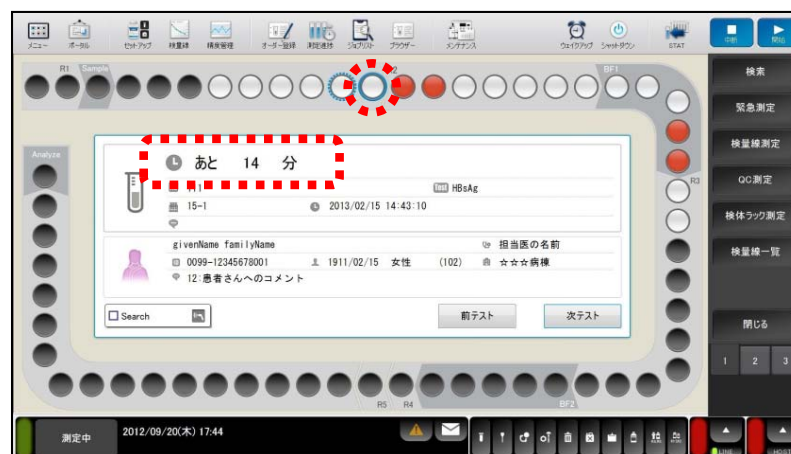 メニュー ポータル セットアップ 検量線 精度管理 オーダー登録 測定進捗 ジョブリスト ブラウザー メンテナンス ウェイクアップ シャットダウン STAT 中断 開始
R1 Sample R2 BF1
検索
緊急測定
検量線測定
QC測定
検体ラック測定
検量線一覧
閉じる
1 2 3
Analyze
R3
あと 14 分
Test HBsAg
15-1 2013/02/15 14:43:10
givenName familyName 担当医の名前
0099-12345678001 1911/02/15 女性 (102) ☆☆☆病棟
12:患者さんへのコメント
Search 前テスト 次テスト
R5 R4 BF2
測定中 2012/09/20(木) 17:44
LINE HOST